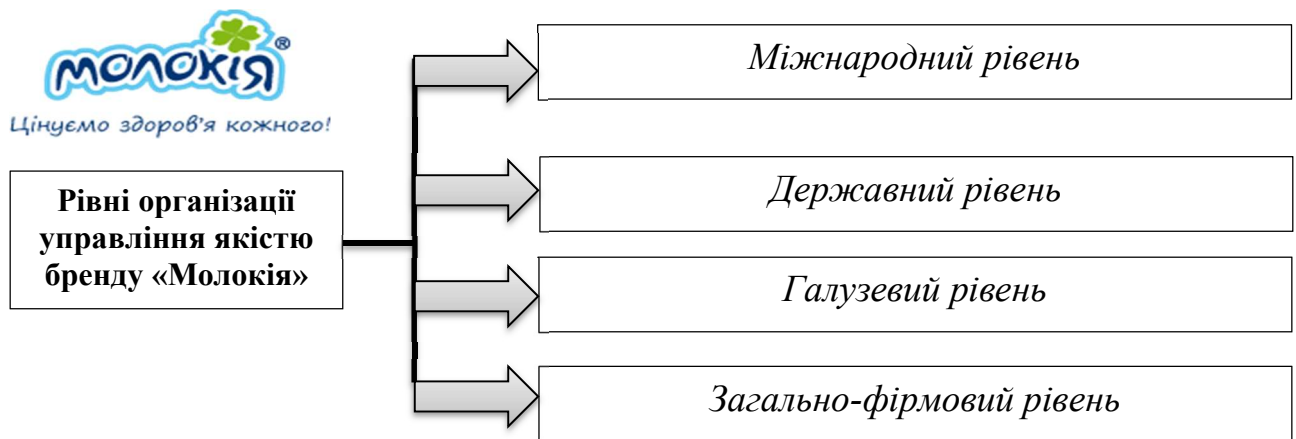 МОЛОКІЯ®
Цінуємо здоров'я кожного!
Рівні організації
управління якістю
бренду «Молокія»
Міжнародний рівень
Державний рівень
Галузевий рівень
Загально-фірмовий рівень